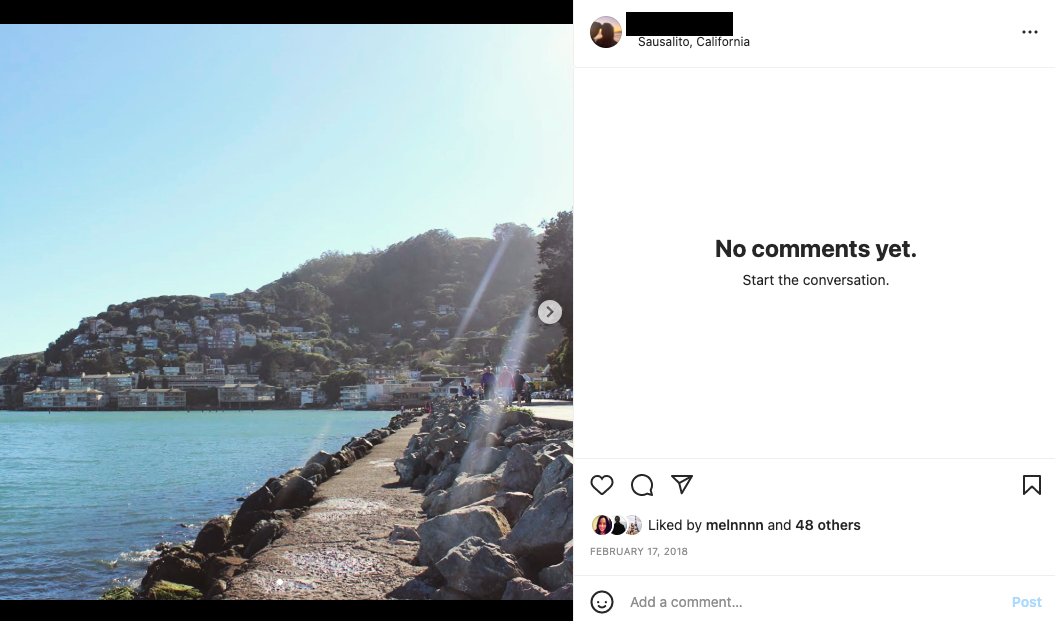 Sausalito, California
No comments yet.
Start the conversation.
Liked by melnnnn and 48 others
FEBRUARY 17, 2018
Add a comment...
Post